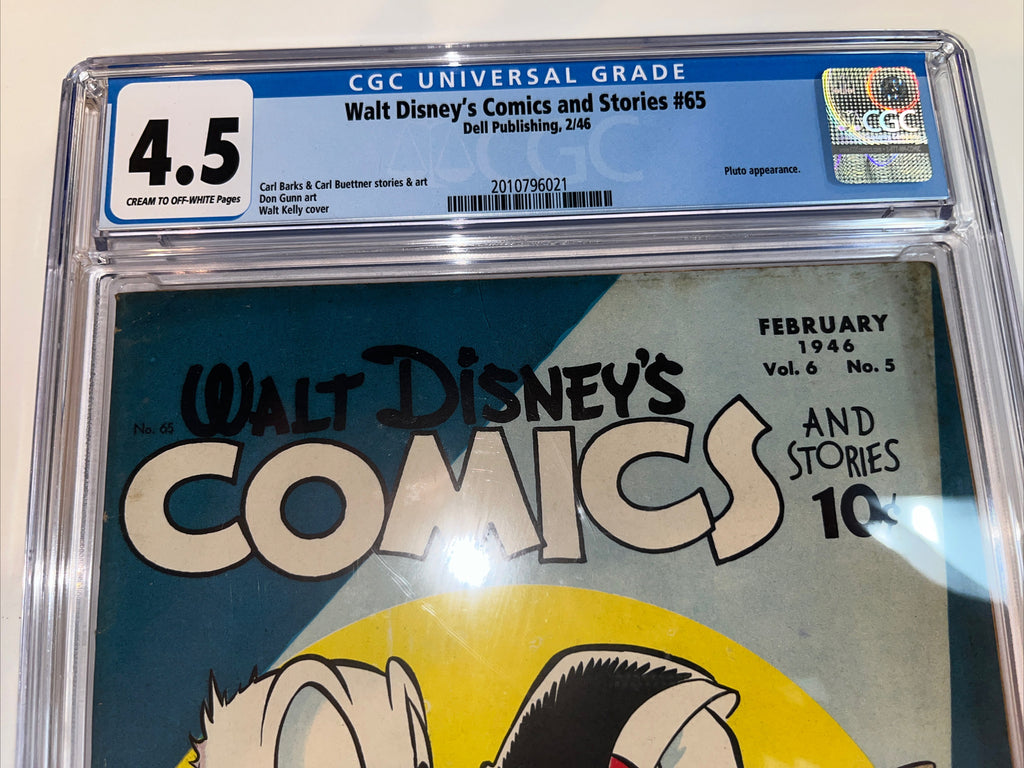 CGC UNIVERSAL GRADE
Walt Disney's Comics and Stories #65
Dell Publishing, 2/46
4.5
CREAM TO OFF-WHITE Pages
Carl Barks & Carl Buettner stories & art
Don Gunn art
Walt Kelly cover
2010796021
Pluto appearance.
CGC
CGC
FEBRUARY
1946
Vol. 6 No. 5
No. 65
WALT DISNEY'S
COMICS
AND
STORIES
10¢